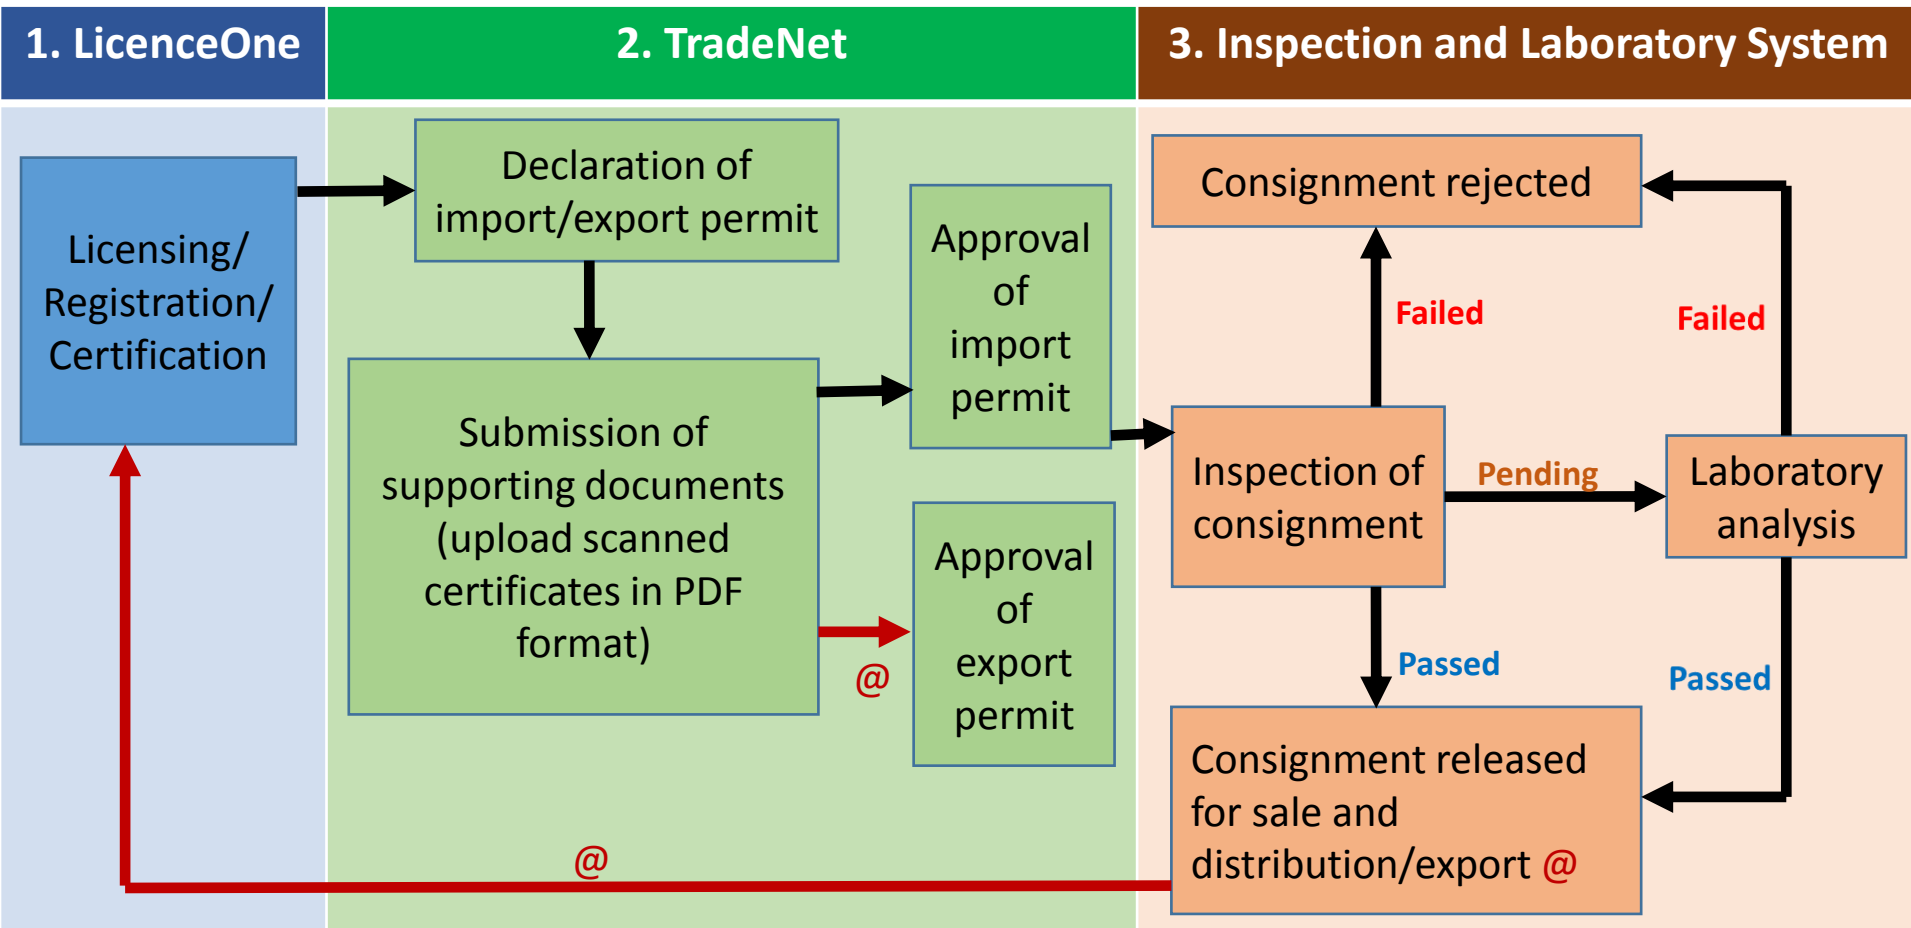 1. LicenceOne
2. TradeNet
3. Inspection and Laboratory System
Licensing/
Registration/
Certification
Declaration of
import/export permit
Submission of
supporting documents
(upload scanned
certificates in PDF
format)
Approval
of
import
permit
@
Approval
of
export
permit
Consignment rejected
Failed
Failed
Inspection of
consignment
Pending
Laboratory
analysis
Passed
Passed
Consignment released
for sale and
distribution/export @
@